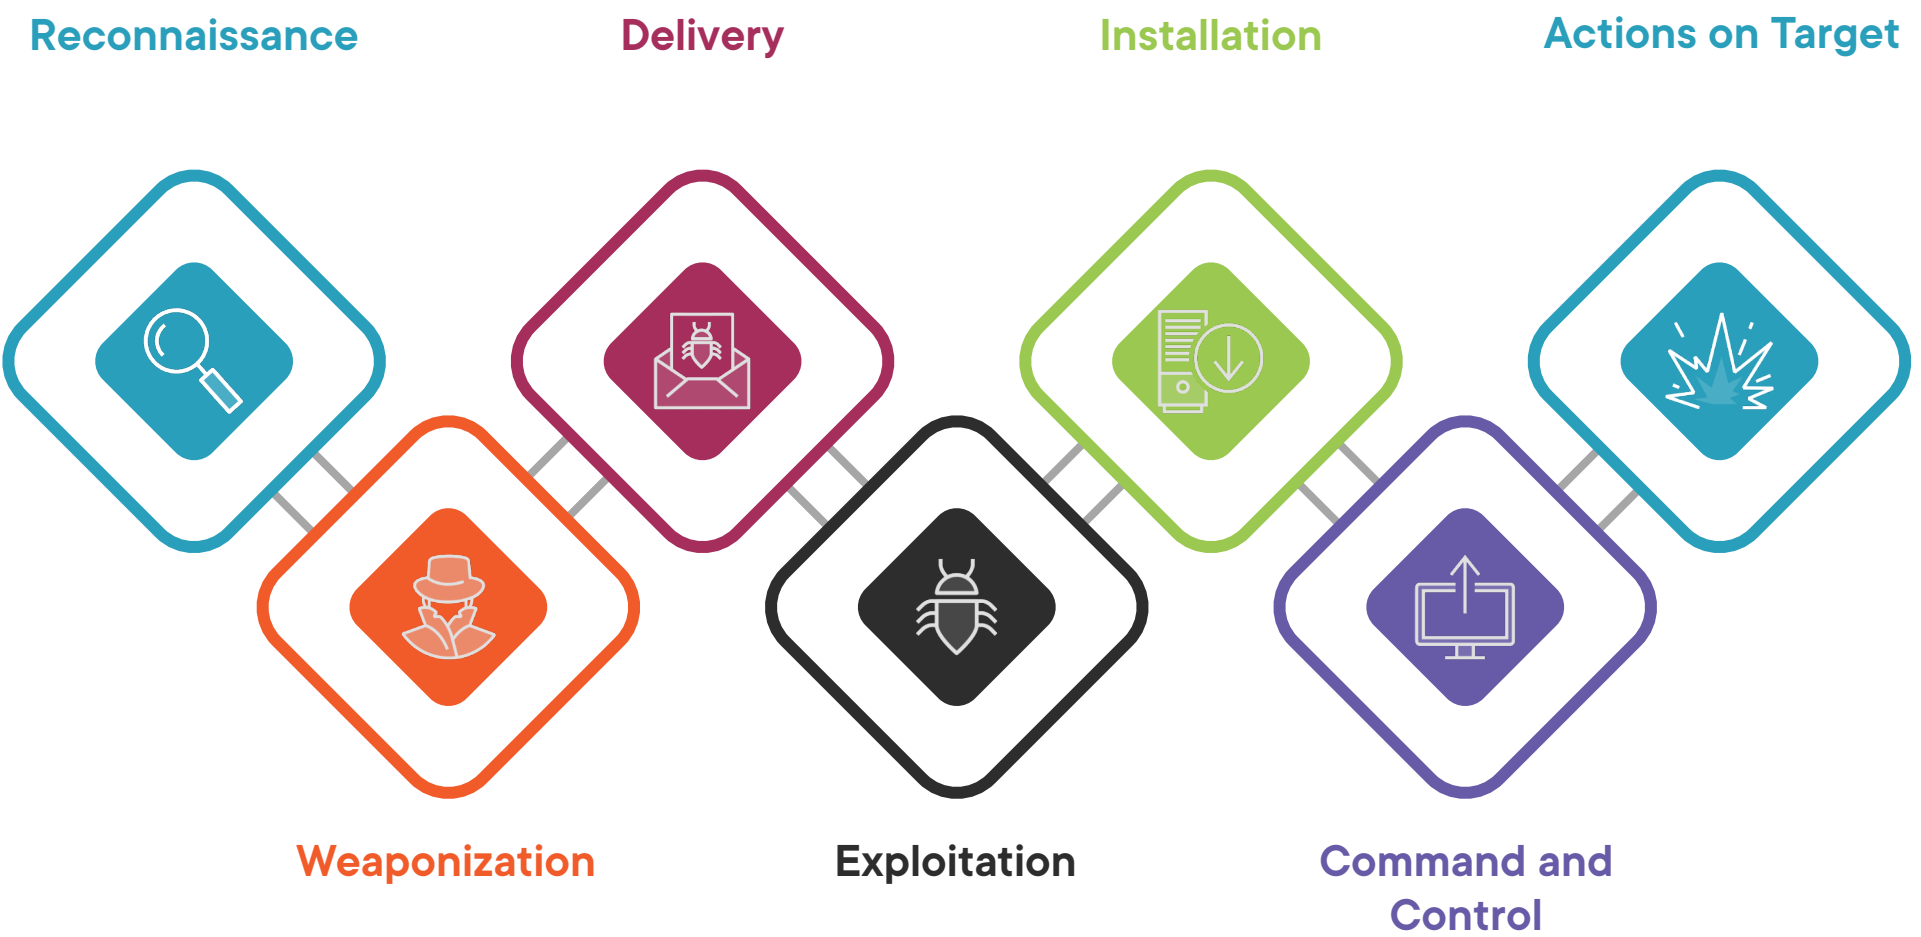 Reconnaissance
Delivery
Installation
Actions on Target
Weaponization
Exploitation
Command and
Control